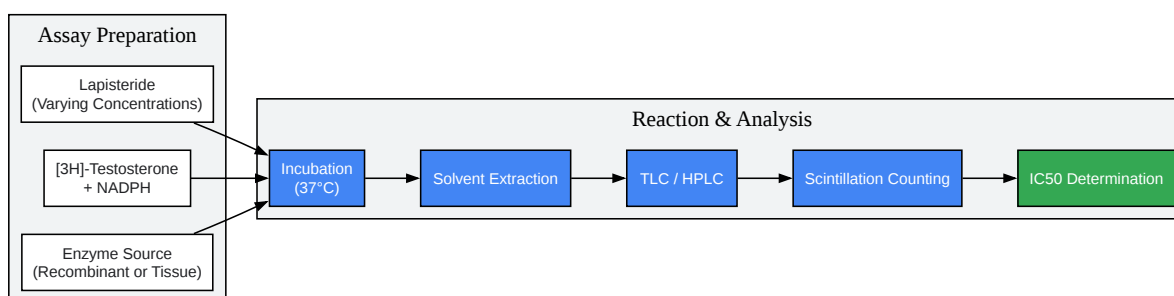 Assay Preparation
Lapisteride
(Varying Concentrations)
[3H]-Testosterone
+ NADPH
Enzyme Source
(Recombinant or Tissue)
Reaction & Analysis
Incubation
(37°C)
Solvent Extraction
TLC / HPLC
Scintillation Counting
IC50 Determination